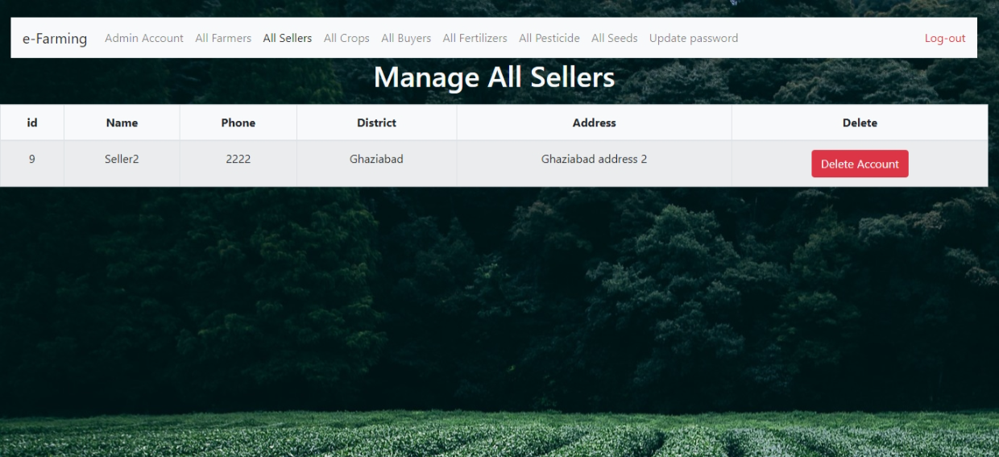 e-Farming Admin Account All Farmers All Sellers All Crops All Buyers All Fertilizers All Pesticide All Seeds Update password Log-out
Manage All Sellers
id Name Phone District Address Delete
9 Seller2 2222 Ghaziabad Ghaziabad address 2 Delete Account